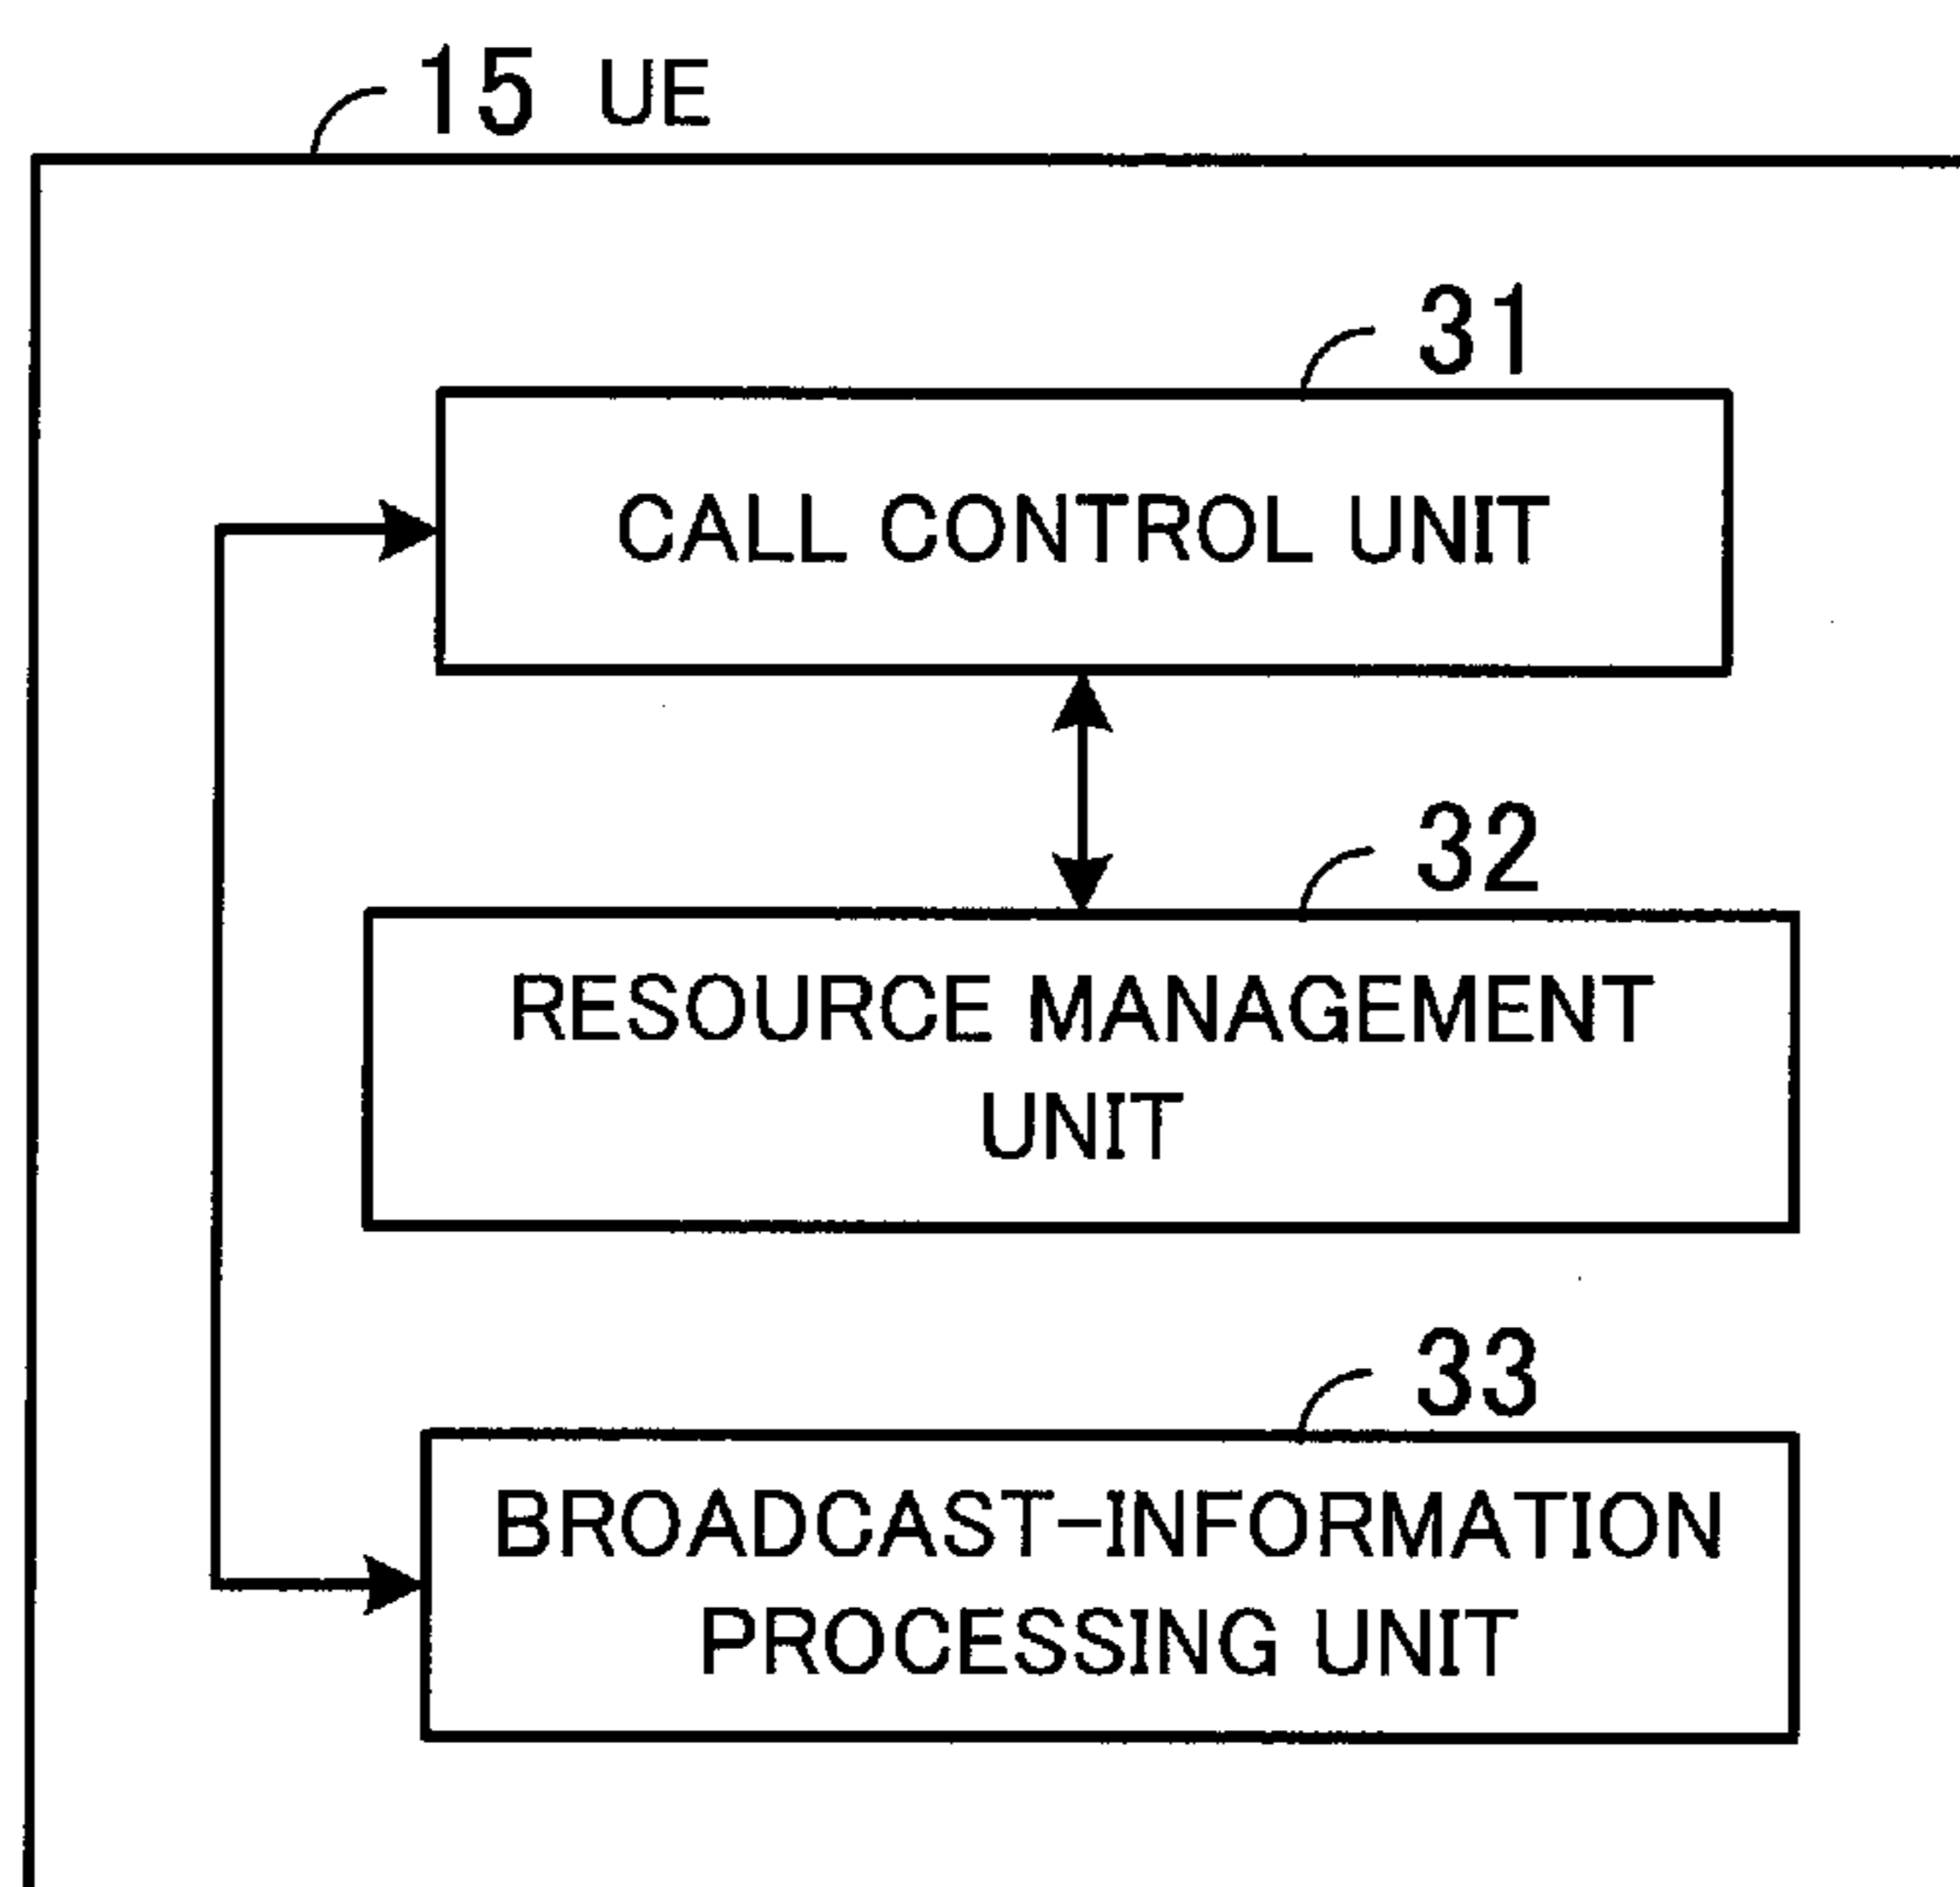 15 UE
31
CALL CONTROL UNIT
32
RESOURCE MANAGEMENT
UNIT
33
BROADCAST-INFORMATION
PROCESSING UNIT